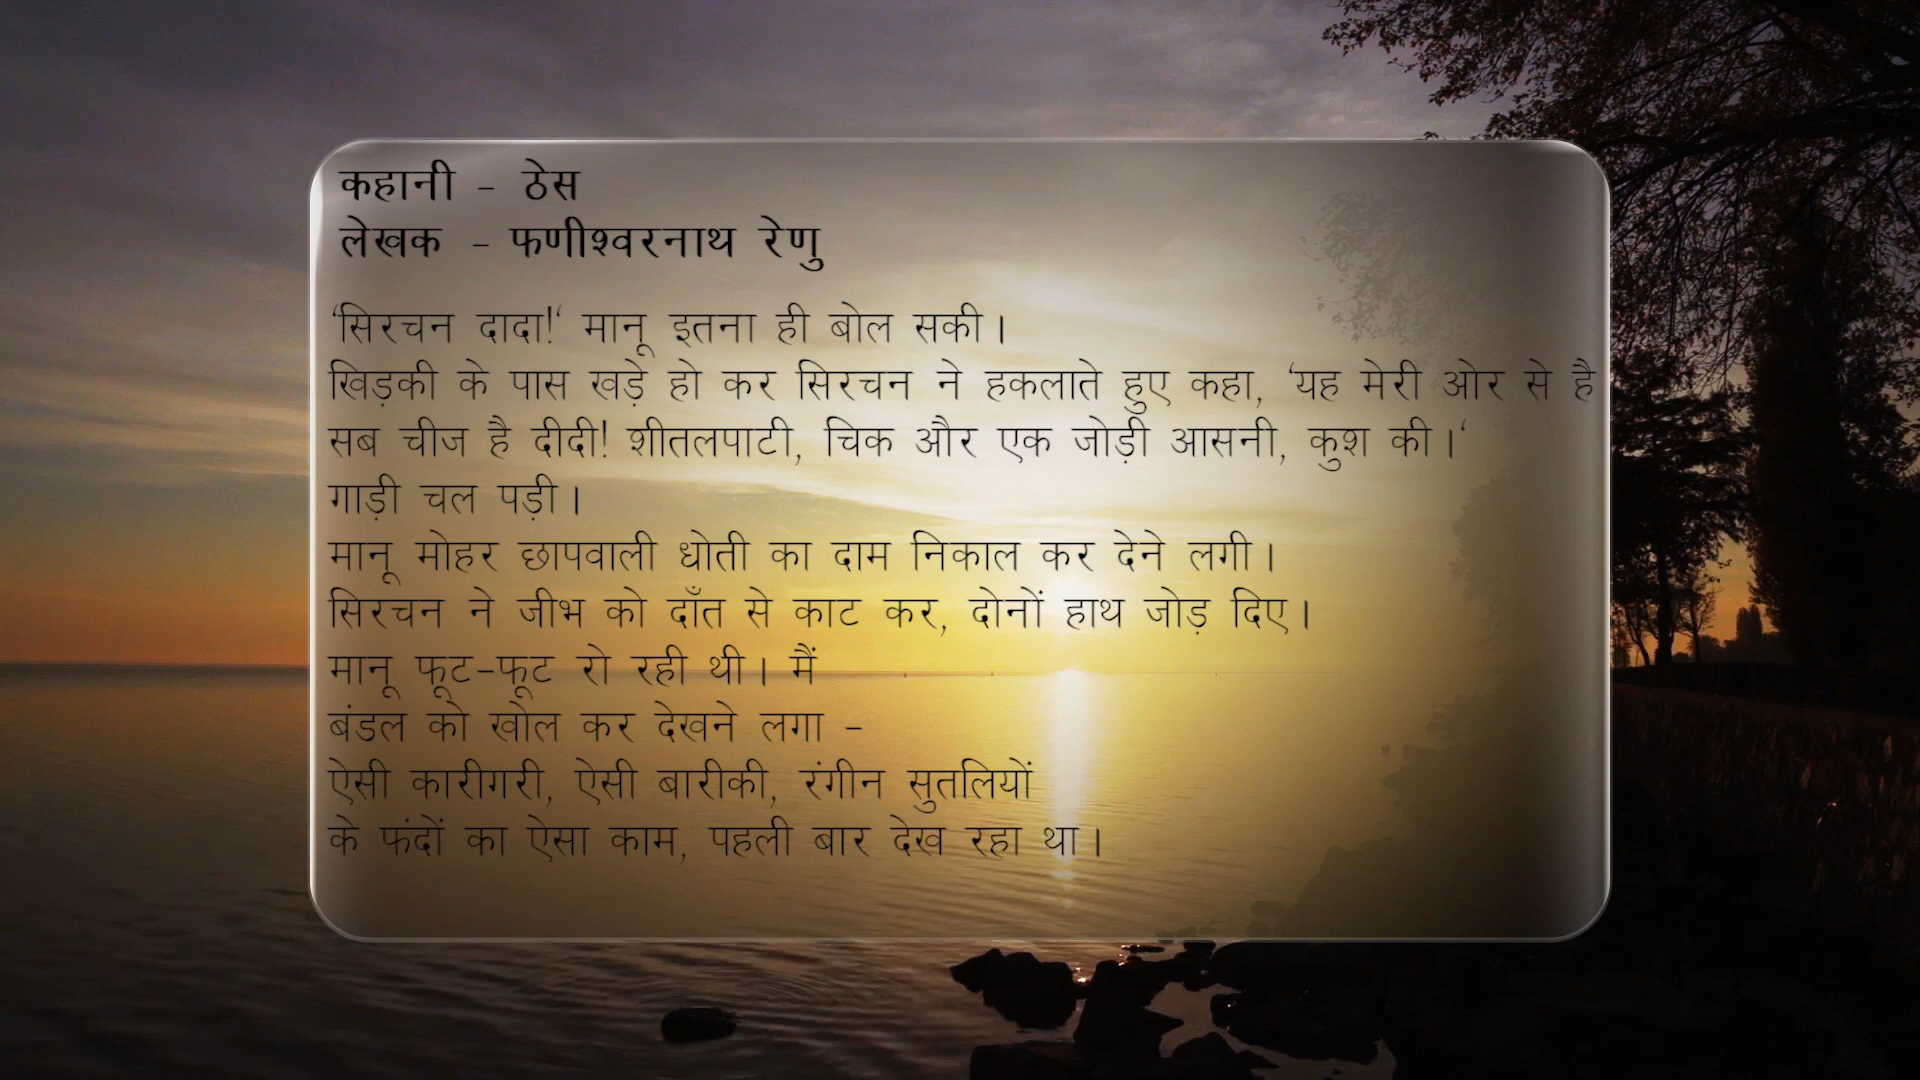 कहानी - ठेस
लेखक - फणीश्वरनाथ रेणु
‘सिरचन दादा!‘ मानू इतना ही बोल सकी।
खिड़की के पास खड़े हो कर सिरचन ने हकलाते हुए कहा, ‘यह मेरी ओर से है
सब चीज है दीदी! शीतलपाटी, चिक और एक जोड़ी आसनी, कुश की।‘
गाड़ी चल पड़ी।
मानू मोहर छापवाली धोती का दाम निकाल कर देने लगी।
सिरचन ने जीभ को दाँत से काट कर, दोनों हाथ जोड़ दिए।
मानू फूट-फूट रो रही थी। मैं
बंडल को खोल कर देखने लगा -
ऐसी कारीगरी, ऐसी बारीकी, रंगीन सुतलियों
के फंदों का ऐसा काम, पहली बार देख रहा था।